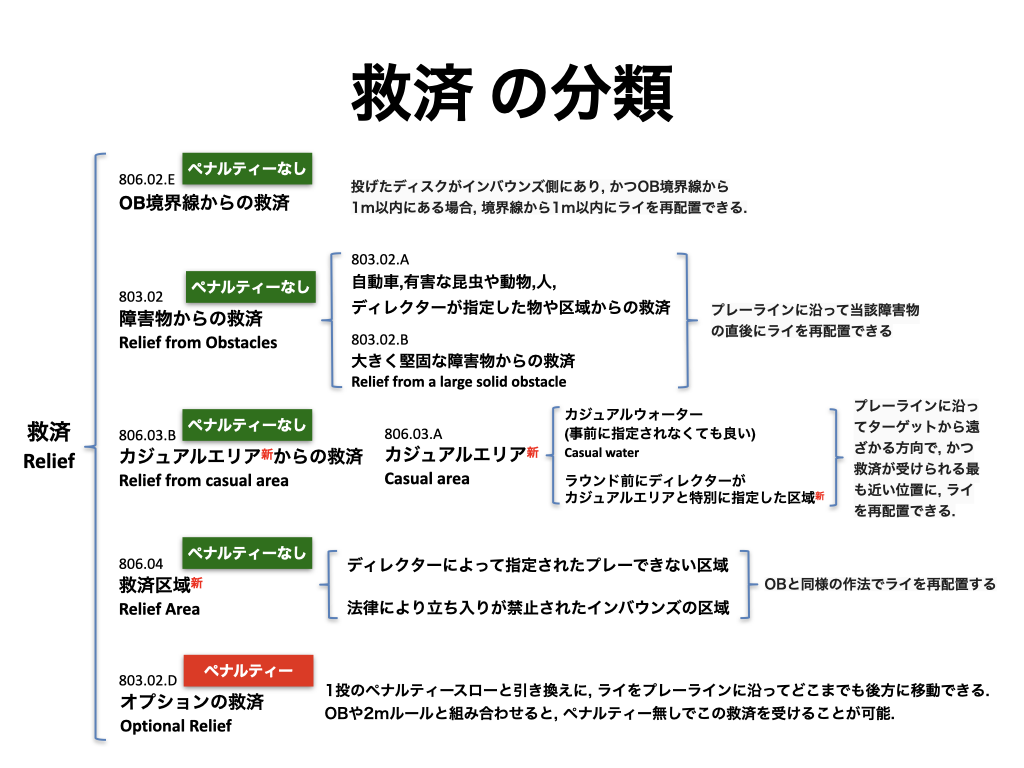 救済 の分類
救済
Relief
806.02.E
ペナルティーなし
OB境界線からの救済
投げたディスクがインバウンズ側にあり, かつOB境界線から
1m以内にある場合, 境界線から1m以内にライを再配置できる.
803.02
ペナルティーなし
障害物からの救済
Relief from Obstacles
803.02.A
自動車,有害な昆虫や動物,人,
ディレクターが指定した物や区域からの救済
803.02.B
大きく堅固な障害物からの救済
Relief from a large solid obstacle
プレーラインに沿って当該障害物
の直後にライを再配置できる
806.03.B
ペナルティーなし
カジュアルエリア新からの救済
Relief from casual area
806.03.A
カジュアルエリア新
Casual area
カジュアルウォーター
(事前に指定されなくても良い)
Casual water
ラウンド前にディレクターが
カジュアルエリアと特別に指定した区域新
プレーラインに沿っ
てターゲットから遠
ざかる方向で, かつ
救済が受けられる最
も近い位置に, ライ
を再配置できる.
806.04
ペナルティーなし
救済区域新
Relief Area
ディレクターによって指定されたプレーできない区域
法律により立ち入りが禁止されたインバウンズの区域
OBと同様の作法でライを再配置する
803.02.D
ペナルティー
オプションの救済
Optional Relief
1投のペナルティースローと引き換えに, ライをプレーラインに沿ってどこまでも後方に移動できる.
OBや2mルールと組み合わせると, ペナルティー無しでこの救済を受けることが可能.